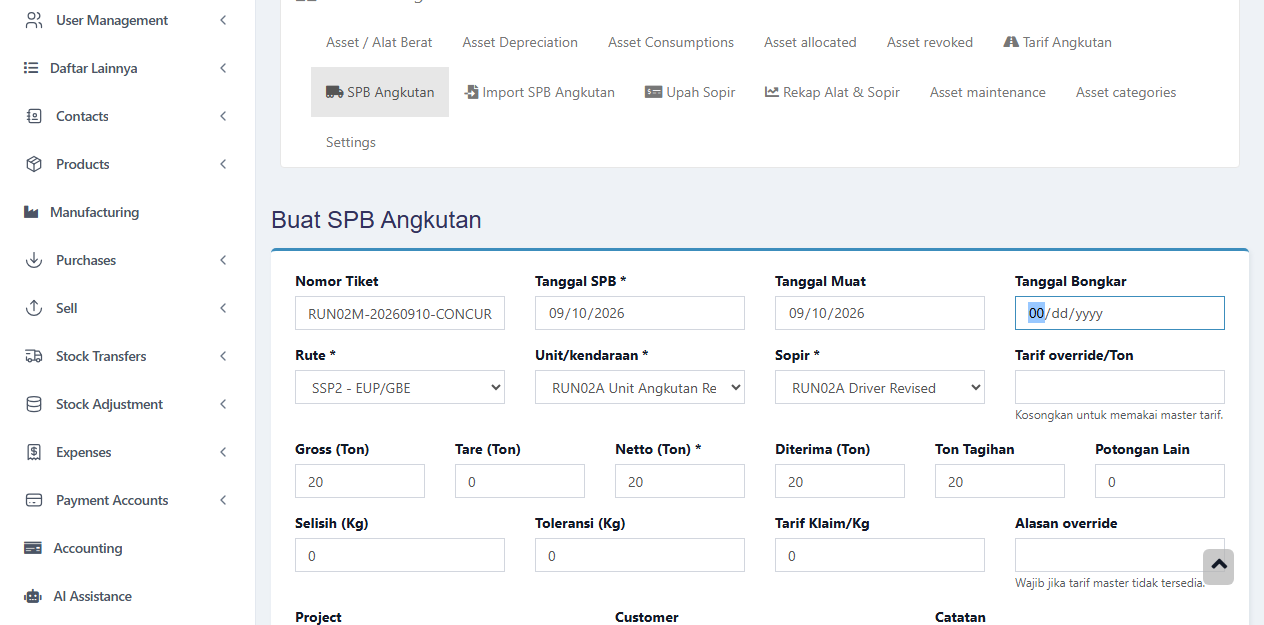 User Management
Daftar Lainnya
Contacts
Products
Manufacturing
Purchases
Sell
Stock Transfers
Stock Adjustment
Expenses
Payment Accounts
Accounting
AI Assistance
Asset / Alat Berat Asset Depreciation Asset Consumptions Asset allocated Asset revoked Tarif Angkutan
SPB Angkutan Import SPB Angkutan Upah Sopir Rekap Alat & Sopir Asset maintenance Asset categories
Settings
Buat SPB Angkutan
Nomor Tiket Tanggal SPB * Tanggal Muat Tanggal Bongkar
RUN02M-20260910-CONCUR 09/10/2026 09/10/2026 00/dd/yyyy
Rute * Unit/kendaraan * Sopir * Tarif override/Ton
SSP2 - EUP/GBE RUN02A Unit Angkutan Re RUN02A Driver Revised
Kosongkan untuk memakai master tarif.
Gross (Ton) Tare (Ton) Netto (Ton) * Diterima (Ton) Ton Tagihan Potongan Lain
20 0 20 20 20 0
Selisih (Kg) Toleransi (Kg) Tarif Klaim/Kg Alasan override
0 0 0
Wajib jika tarif master tidak tersedia.
Project Customer Catatan